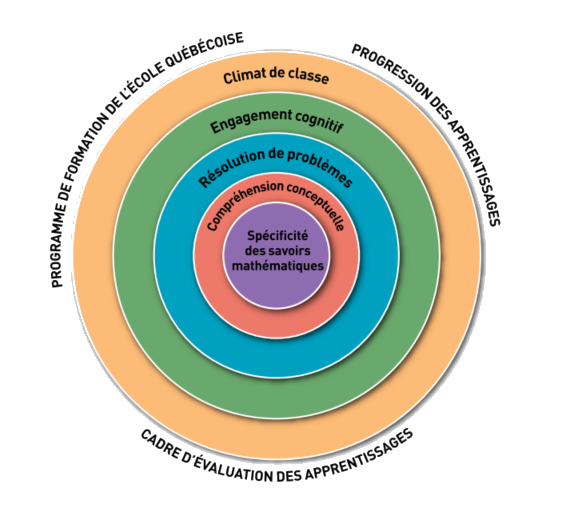 PROGRAMME DE FORMATION DE L'ÉCOLE QUÉBÉCOISE
PROGRESSION DES APPRENTISSAGES
Climat de classe
Engagement cognitif
Résolution de problèmes
Compréhension conceptuelle
Spécificité
des savoirs
mathématiques
CADRE D'ÉVALUATION DES APPRENTISSAGES